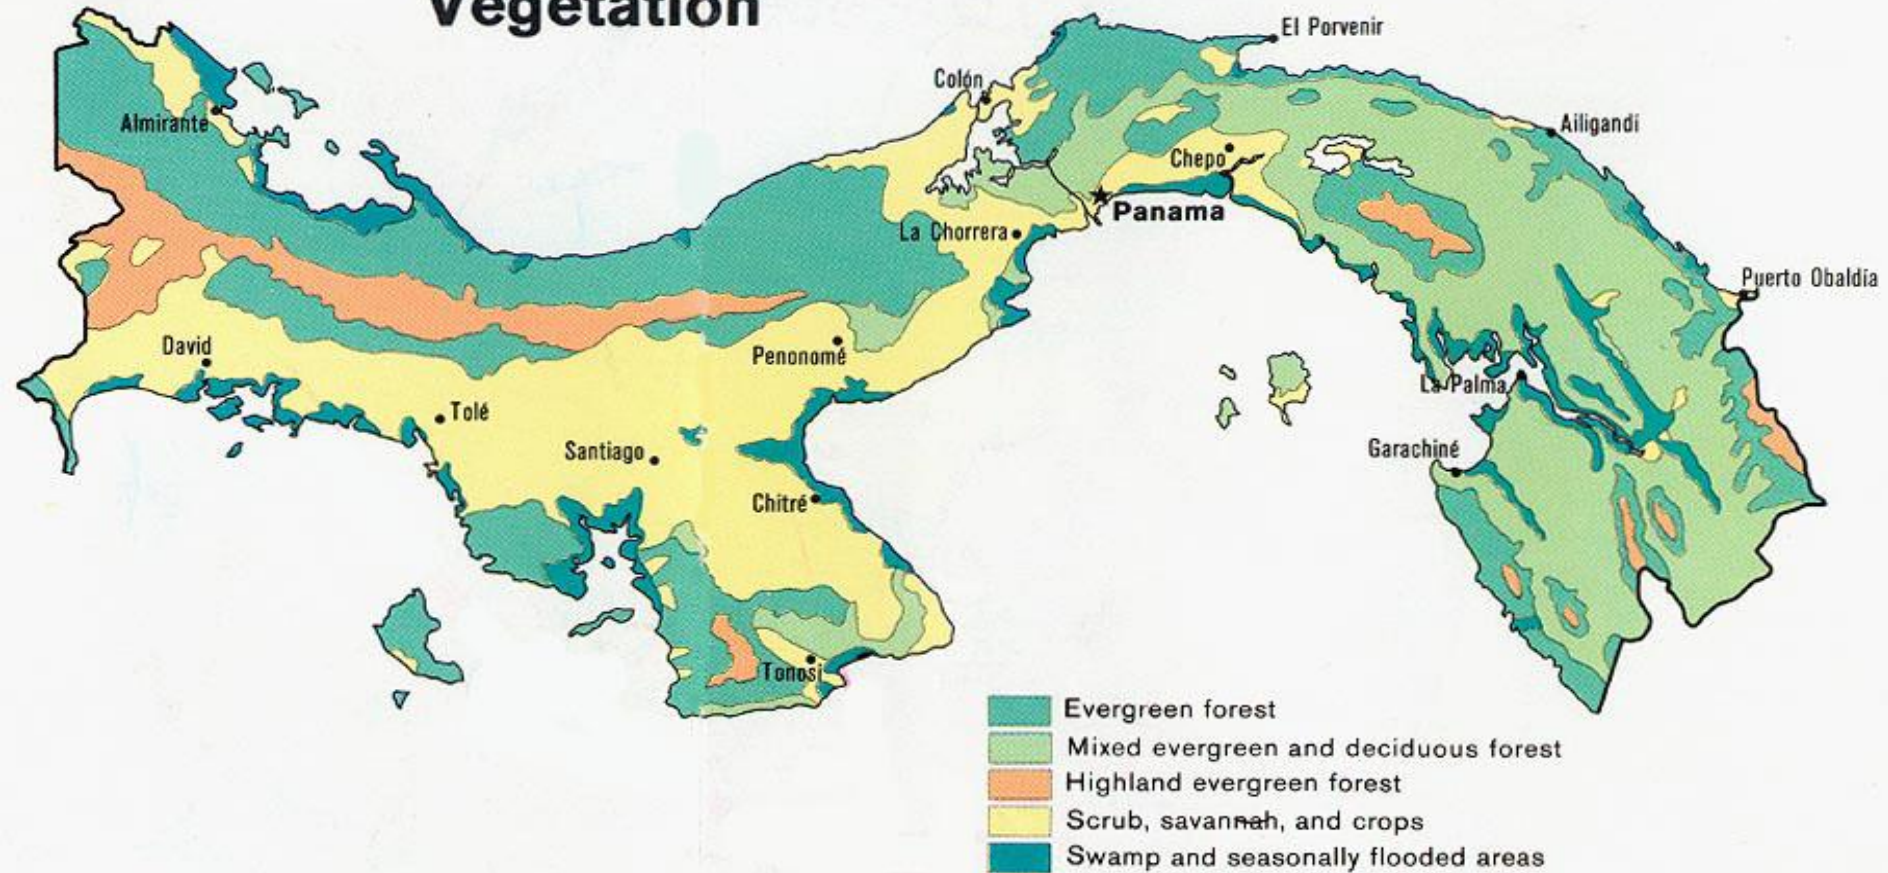 Vegetation
El Porvenir
Colón
Almirante
Ailigandí
Chepo
Panama
La Chorrera
Puerto Obaldía
David
Penonomé
La Palma
Tolé
Santiago
Garachiné
Chitré
Tonosí
Evergreen forest
Mixed evergreen and deciduous forest
Highland evergreen forest
Scrub, savannah, and crops
Swamp and seasonally flooded areas